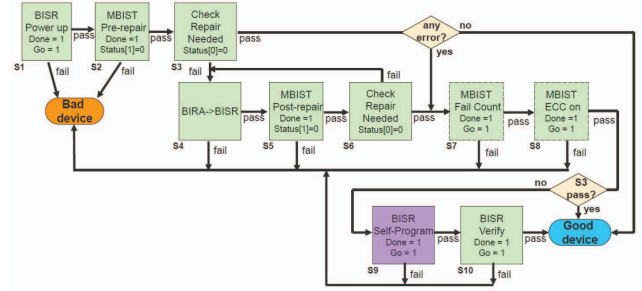 BISR
Power up
Done = 1
Go = 1
S1
pass
fail
MBIST
Pre-repair
Done =1
Status[1]=0
S2
pass
fail
Check
Repair
Needed
Status[0]=0
S3
pass
fail
any
error?
no
yes
Bad
device
BIRA->BISR
S4
pass
fail
MBIST
Post-repair
Done =1
Status[1]=0
S5
pass
fail
Check
Repair
Needed
Status[0]=0
S6
fail
pass
MBIST
Fail Count
Done =1
Go = 1
S7
pass
fail
MBIST
ECC on
Done =1
Go = 1
S8
pass
fail
S3
pass?
no
yes
BISR
Self-Program
Done = 1
Go = 1
S9
pass
fail
BISR
Verify
Done = 1
Go = 1
S10
pass
fail
Good
device